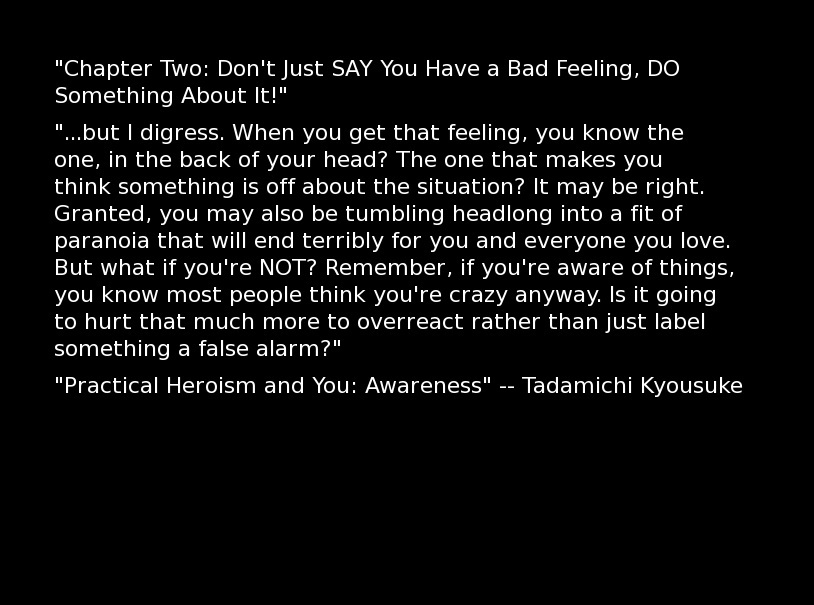 "Chapter Two: Don't Just SAY You Have a Bad Feeling, DO
Something About It!"
"...but I digress. When you get that feeling, you know the
one, in the back of your head? The one that makes you
think something is off about the situation? It may be right.
Granted, you may also be tumbling headlong into a fit of
paranoia that will end terribly for you and everyone you love.
But what if you're NOT? Remember, if you're aware of things,
you know most people think you're crazy anyway. Is it going
to hurt that much more to overreact rather than just label
something a false alarm?"
"Practical Heroism and You: Awareness" -- Tadamichi Kyousuke